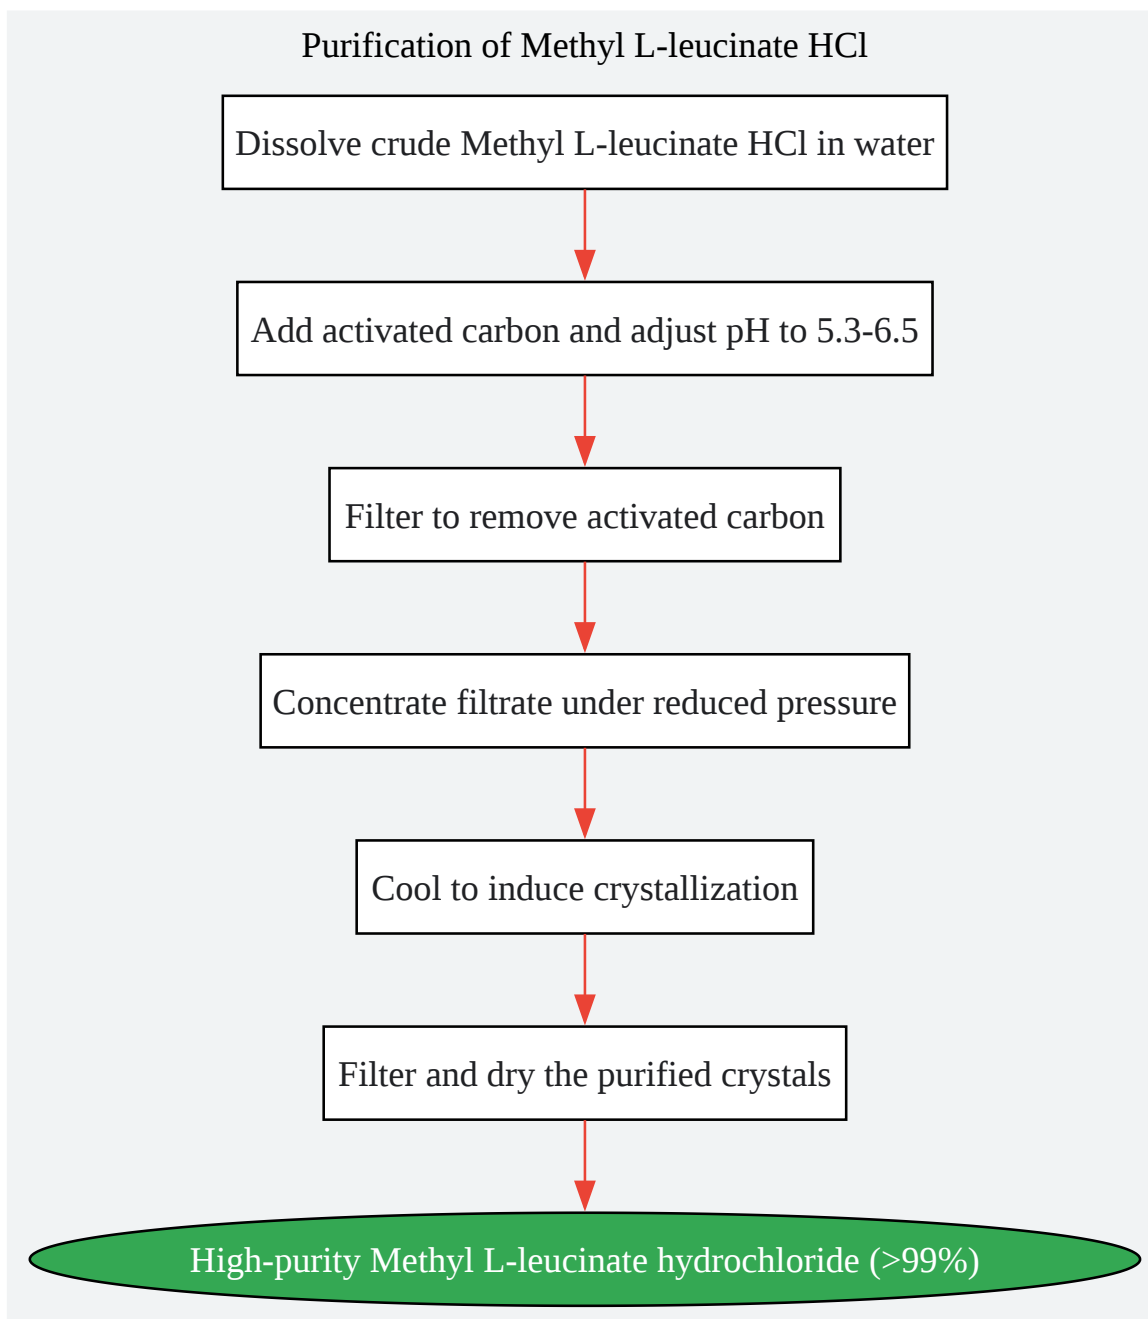 Purification of Methyl L-leucinate HCl
Dissolve crude Methyl L-leucinate HCl in water
Add activated carbon and adjust pH to 5.3-6.5
Filter to remove activated carbon
Concentrate filtrate under reduced pressure
Cool to induce crystallization
Filter and dry the purified crystals
High-purity Methyl L-leucinate hydrochloride (>99%)